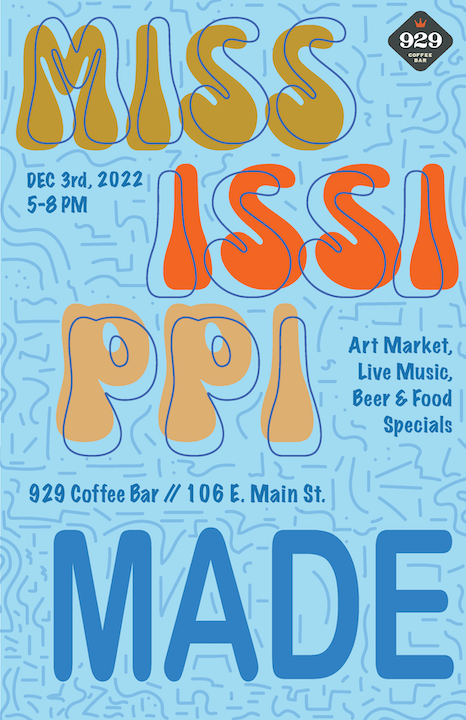 MISS
929
COFFEE
BAR
DEC 3rd, 2022
5-8 PM
ISSI
PPI
Art Market,
Live Music,
Beer & Food
Specials
929 Coffee Bar // 106 E. Main St.
MADE